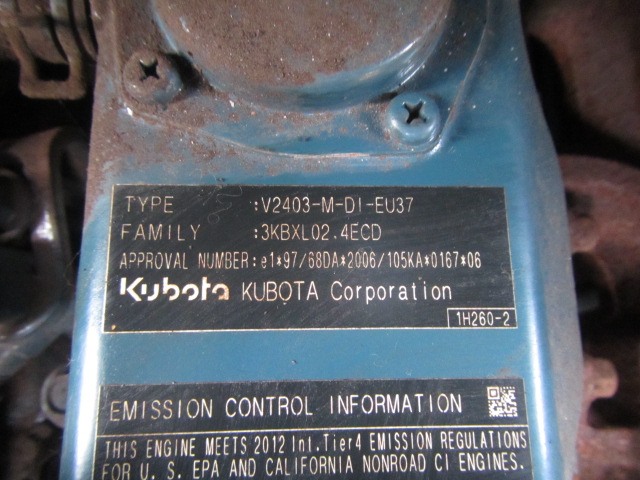 TYPE :V2403-M-DI-EU37
FAMILY :3KBXL02.4ECD
APPROVAL NUMBER:e1*97/68DA*2006/105KA*0167*06
Kubota KUBOTA Corporation
1H260-2
EMISSION CONTROL INFORMATION
THIS ENGINE MEETS 2012 Int.Tier4 EMISSION REGULATIONS
FOR U. S. EPA AND CALIFORNIA NONROAD CI ENGINES.